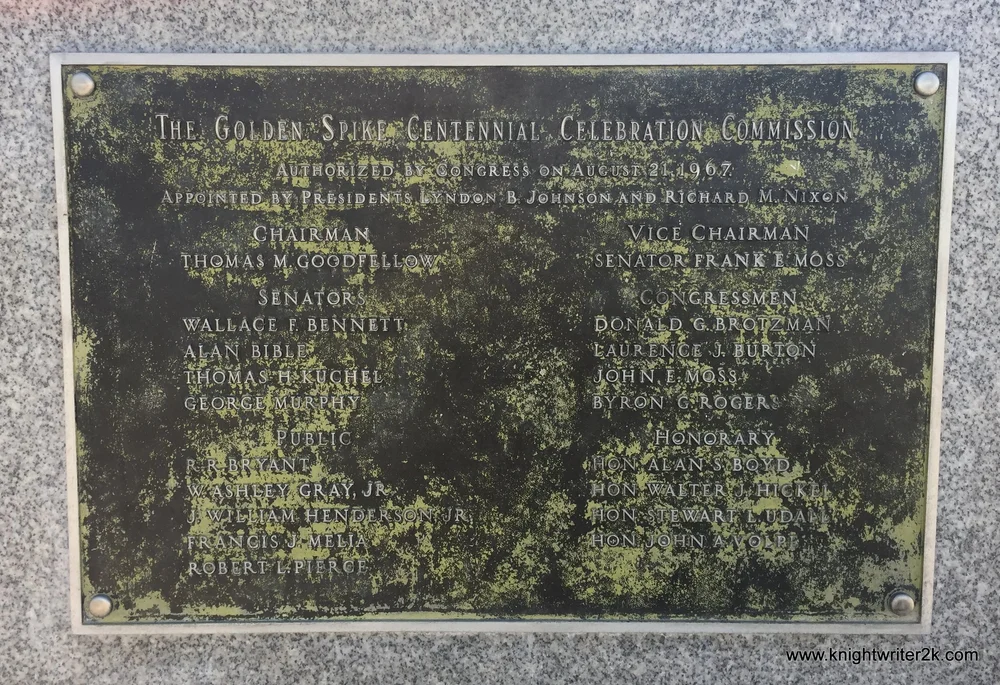 THE GOLDEN SPIKE CENTENNIAL CELEBRATION COMMISSION
AUTHORIZED BY CONGRESS ON AUGUST 21, 1967.
APPOINTED BY PRESIDENTS LYNDON B. JOHNSON AND RICHARD M. NIXON
CHAIRMAN
THOMAS M. GOODFELLOW
VICE CHAIRMAN
SENATOR FRANK E. MOSS
SENATORS
WALLACE F. BENNETT
ALAN BIBLE
THOMAS H. KUCHEL
GEORGE MURPHY
CONGRESSMEN
DONALD G. BROTZMAN
LAURENCE J. BURTON
JOHN E. MOSS
BYRON G. ROGERS
PUBLIC
R. R. BRYANT
W. ASHLEY GRAY, JR.
J. WILLIAM HENDERSON, JR.
FRANCIS J. MELIA
ROBERT L. PIERCE
HONORARY
HON. ALAN S. BOYD
HON. WALTER J. HICKEL
HON. STEWART L. UDALL
HON. JOHN A. VOLPE
www.knightwriter2k.com